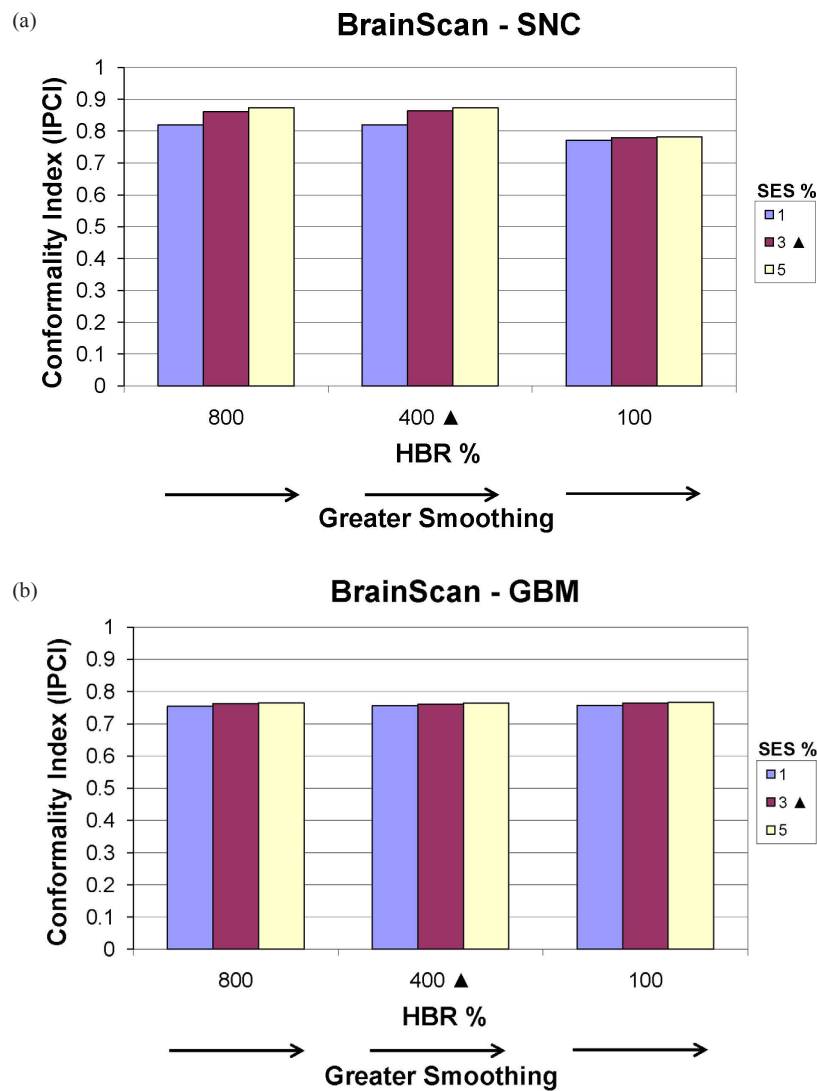 (a)
BrainScan - SNC
Conformality Index (IPCI)
1
0.9
0.8
0.7
0.6
0.5
0.4
0.3
0.2
0.1
0
800
400 ▲
100
HBR %
Greater Smoothing
SES %
1
3 ▲
5
(b)
BrainScan - GBM
Conformality Index (IPCI)
1
0.9
0.8
0.7
0.6
0.5
0.4
0.3
0.2
0.1
0
800
400 ▲
100
HBR %
Greater Smoothing
SES %
1
3 ▲
5